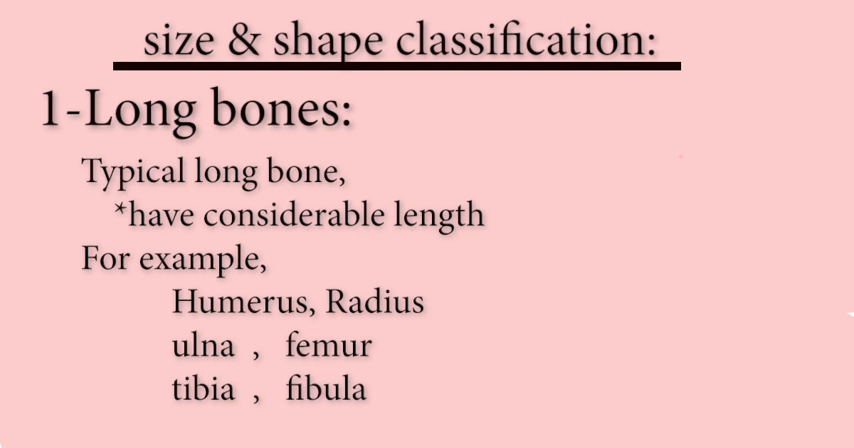 size & shape classification:
1-Long bones:
Typical long bone,
*have considerable length
For example,
Humerus, Radius
ulna , femur
tibia , fibula